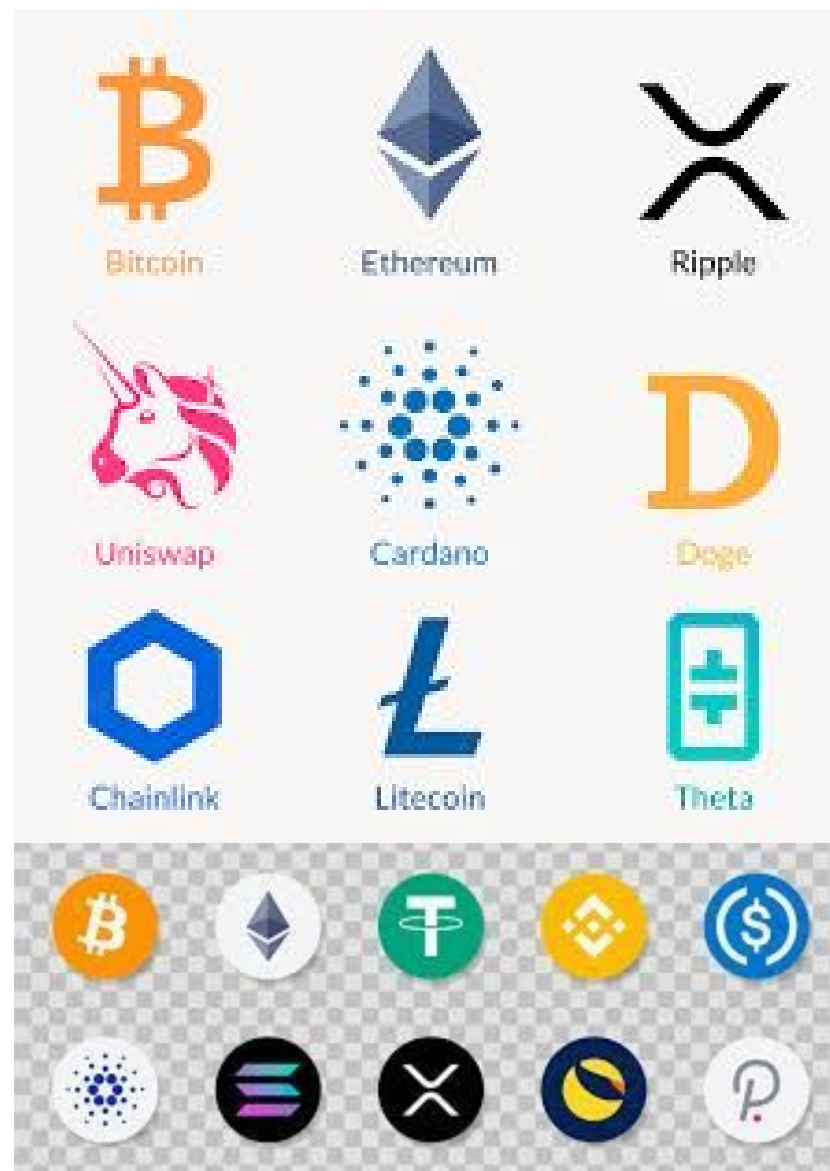 Bitcoin
Ethereum
Ripple
Uniswap
Cardano
Doge
Chainlink
Litecoin
Theta